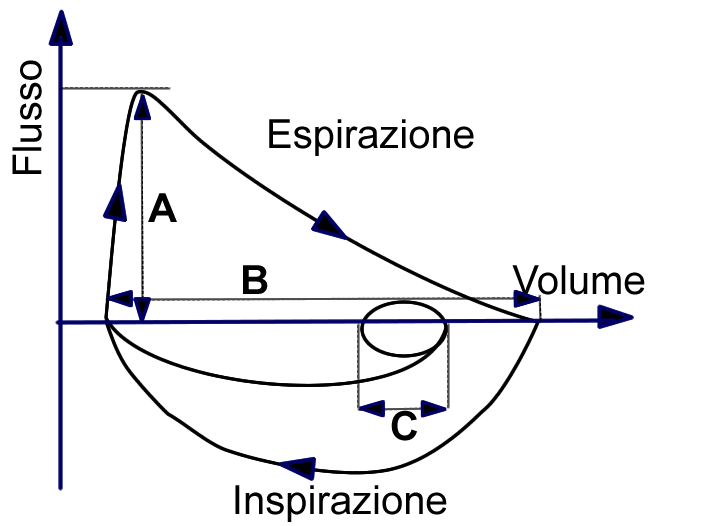 Flusso
Espirazione
A
B
Volume
C
Inspirazione